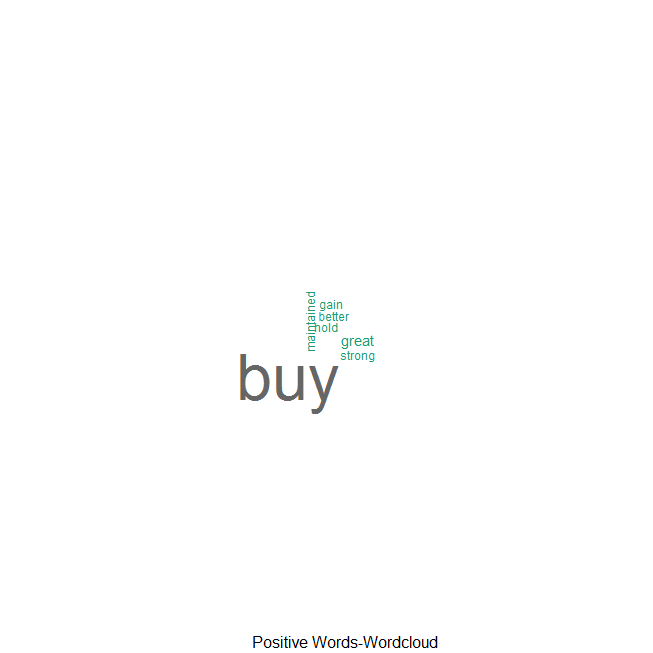 maintained
gain
better
hold
great
strong
buy
Positive Words-Wordcloud